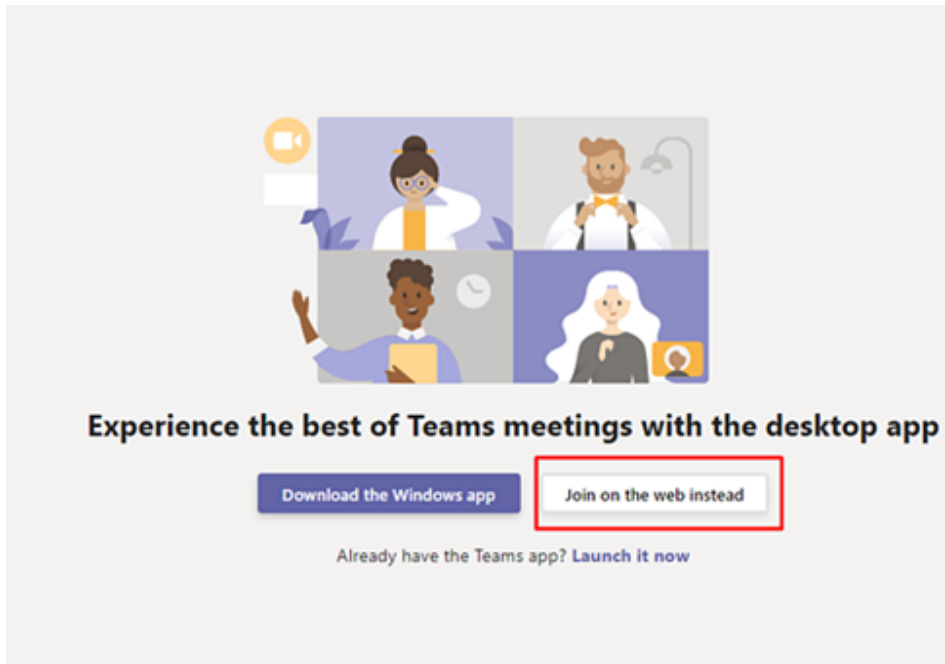 Experience the best of Teams meetings with the desktop app
Download the Windows app
Join on the web instead
Already have the Teams app? Launch it now